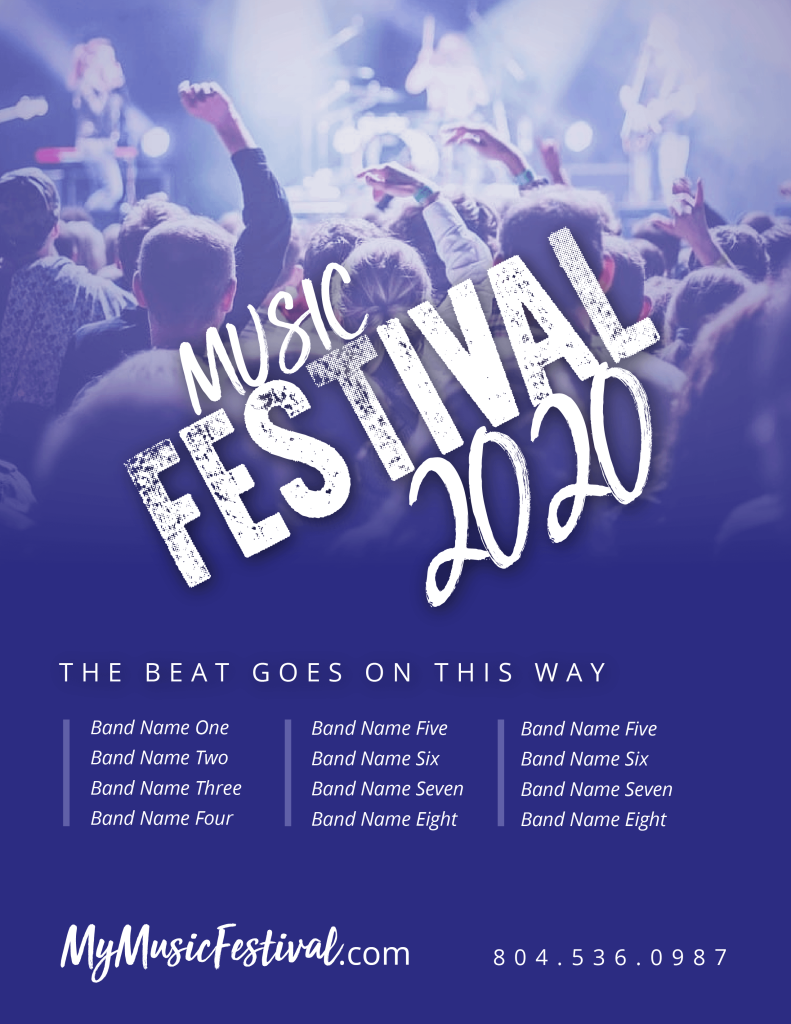 MUSIC
FESTIVAL
2020
THE BEAT GOES ON THIS WAY
Band Name One
Band Name Two
Band Name Three
Band Name Four
Band Name Five
Band Name Six
Band Name Seven
Band Name Eight
Band Name Five
Band Name Six
Band Name Seven
Band Name Eight
MyMusicFestival.com
804.536.0987